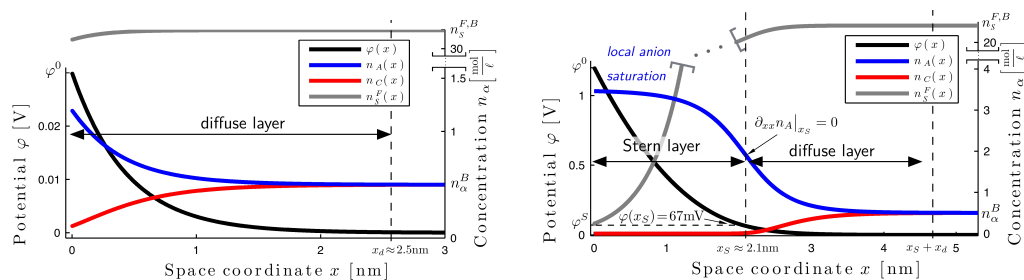 n_S^{F,B}
30
1.5
1
n_α^B
0
Concentration n_α [mol/ℓ]
φ(x)
n_A(x)
n_C(x)
n_S^F(x)
φ^0
0.02
0.01
0
Potential φ [V]
diffuse layer
0
1
2
3
x_d≈2.5nm
Space coordinate x [nm]
n_S^{F,B}
20
4
3
2
1
n_α^B
0
Concentration n_α [mol/ℓ]
φ(x)
n_A(x)
n_C(x)
n_S^F(x)
local anion
saturation
φ^0
1
0.5
φ^S
0
Potential φ [V]
∂_{xx}n_A|_{x_S}=0
Stern layer
diffuse layer
φ(x_S)=67mV
0
1
5
x_S≈2.1nm
x_S+x_d
Space coordinate x [nm]